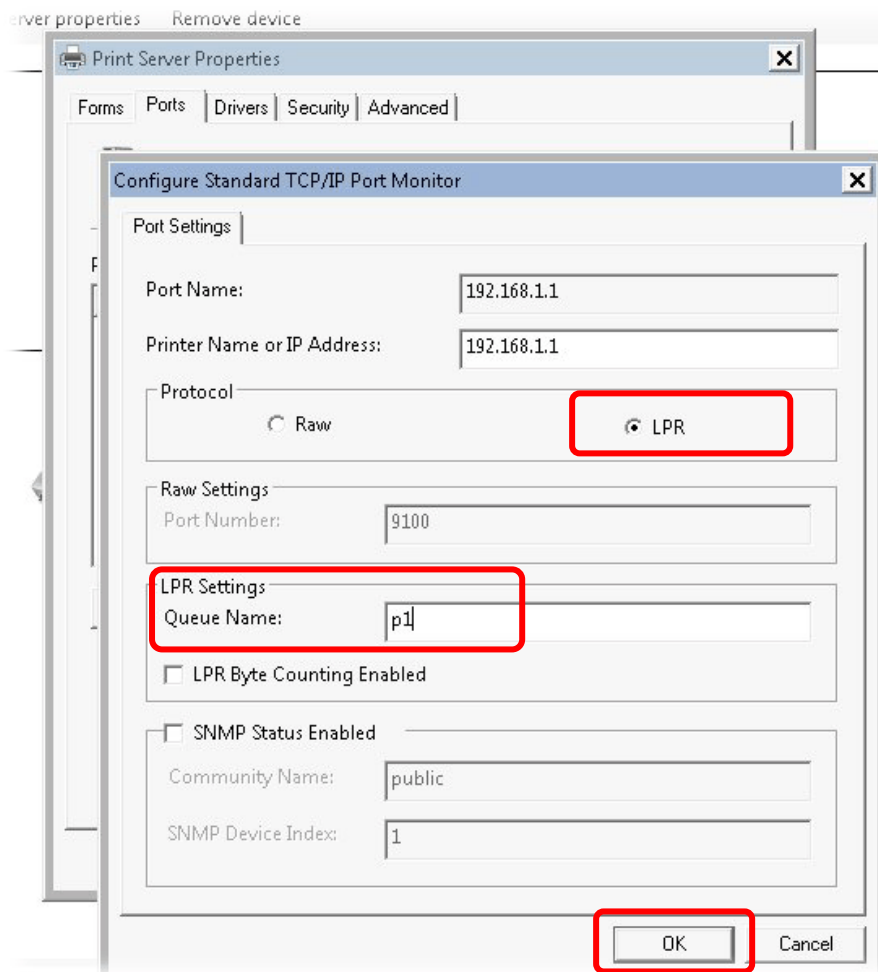 rver properties Remove device
Print Server Properties
Forms Ports Drivers Security Advanced
Configure Standard TCP/IP Port Monitor
Port Settings
Port Name: 192.168.1.1
Printer Name or IP Address: 192.168.1.1
Protocol
Raw LPR
Raw Settings
Port Number: 9100
LPR Settings
Queue Name: p1
LPR Byte Counting Enabled
SNMP Status Enabled
Community Name: public
SNMP Device Index: 1
OK Cancel